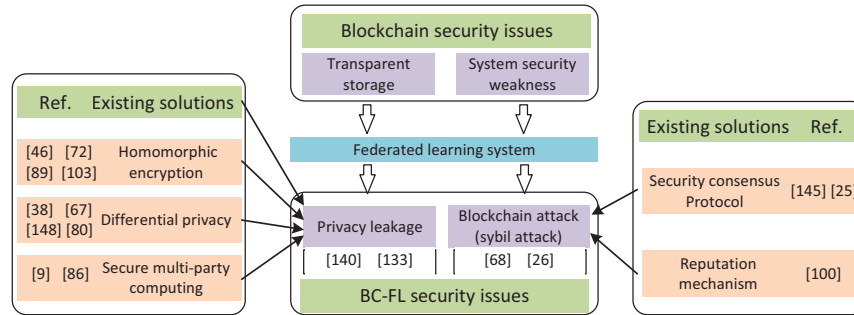 Blockchain security issues
Transparent
storage
System security
weakness
Federated learning system
Ref. Existing solutions
[46] [72]
[89] [103]
Homomorphic
encryption
[38] [67]
[148] [80]
Differential privacy
[9] [86]
Secure multi-party
computing
Privacy leakage
Blockchain attack
(sybil attack)
[140] [133]
[68] [26]
BC-FL security issues
Existing solutions Ref.
Security consensus
Protocol
[145] [25]
Reputation
mechanism
[100]